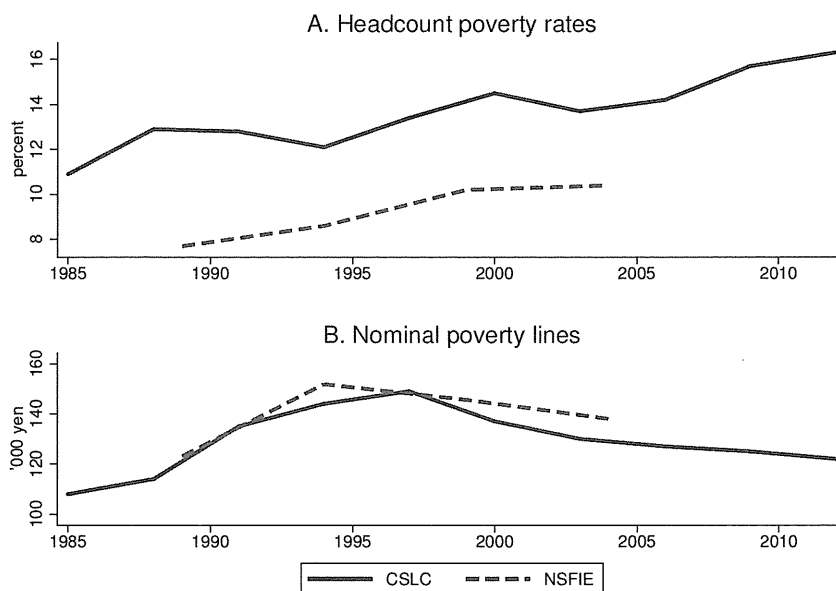 A. Headcount poverty rates
percent
16
14
12
10
8
1985 1990 1995 2000 2005 2010
B. Nominal poverty lines
'000 yen
160
140
120
100
1985 1990 1995 2000 2005 2010
CSLC NSFIE